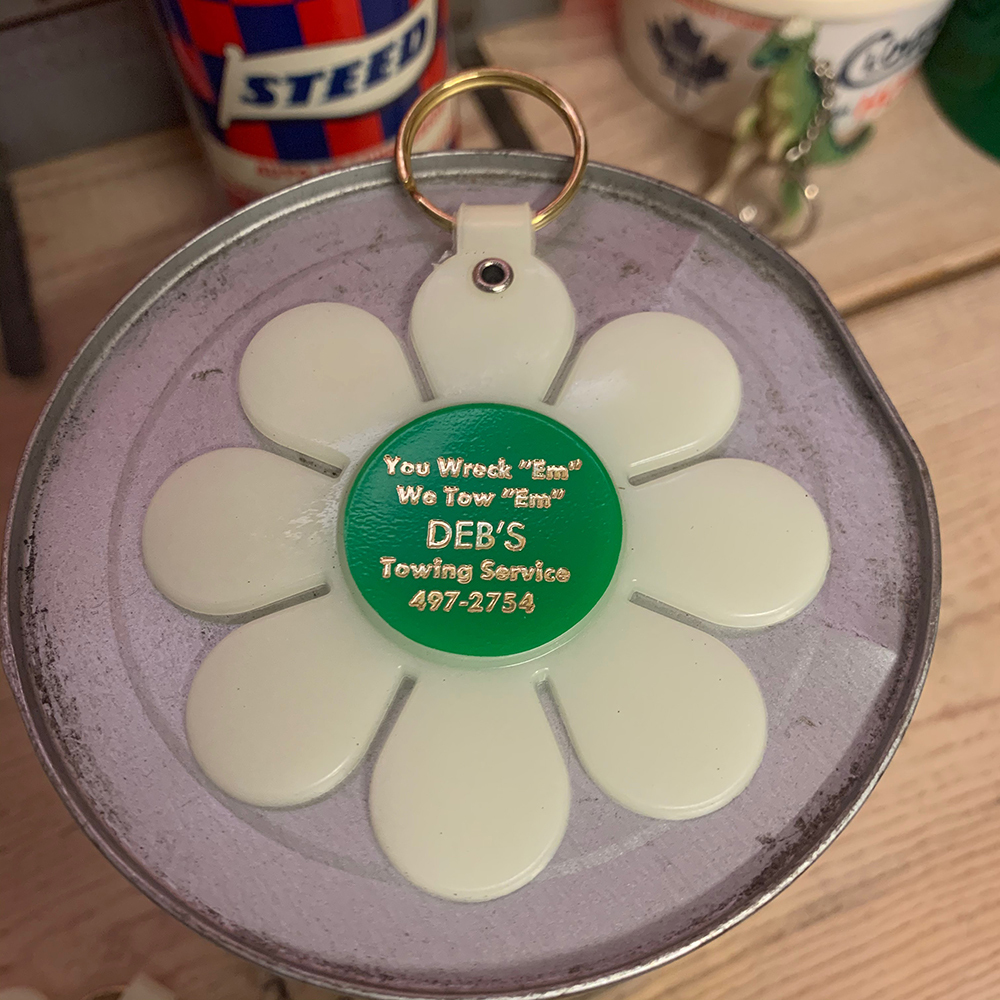 STEED
You Wreck "Em"
We Tow "Em"
DEB'S
Towing Service
497-2754